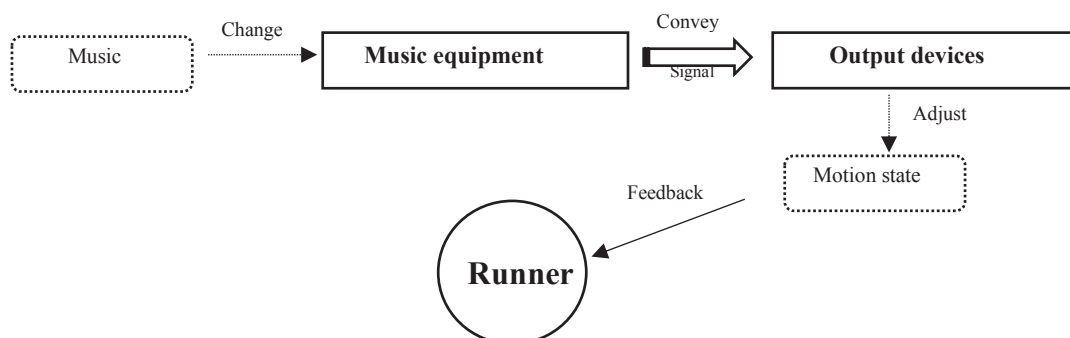 Change
Music
Music equipment
Convey
Signal
Output devices
Adjust
Motion state
Feedback
Runner